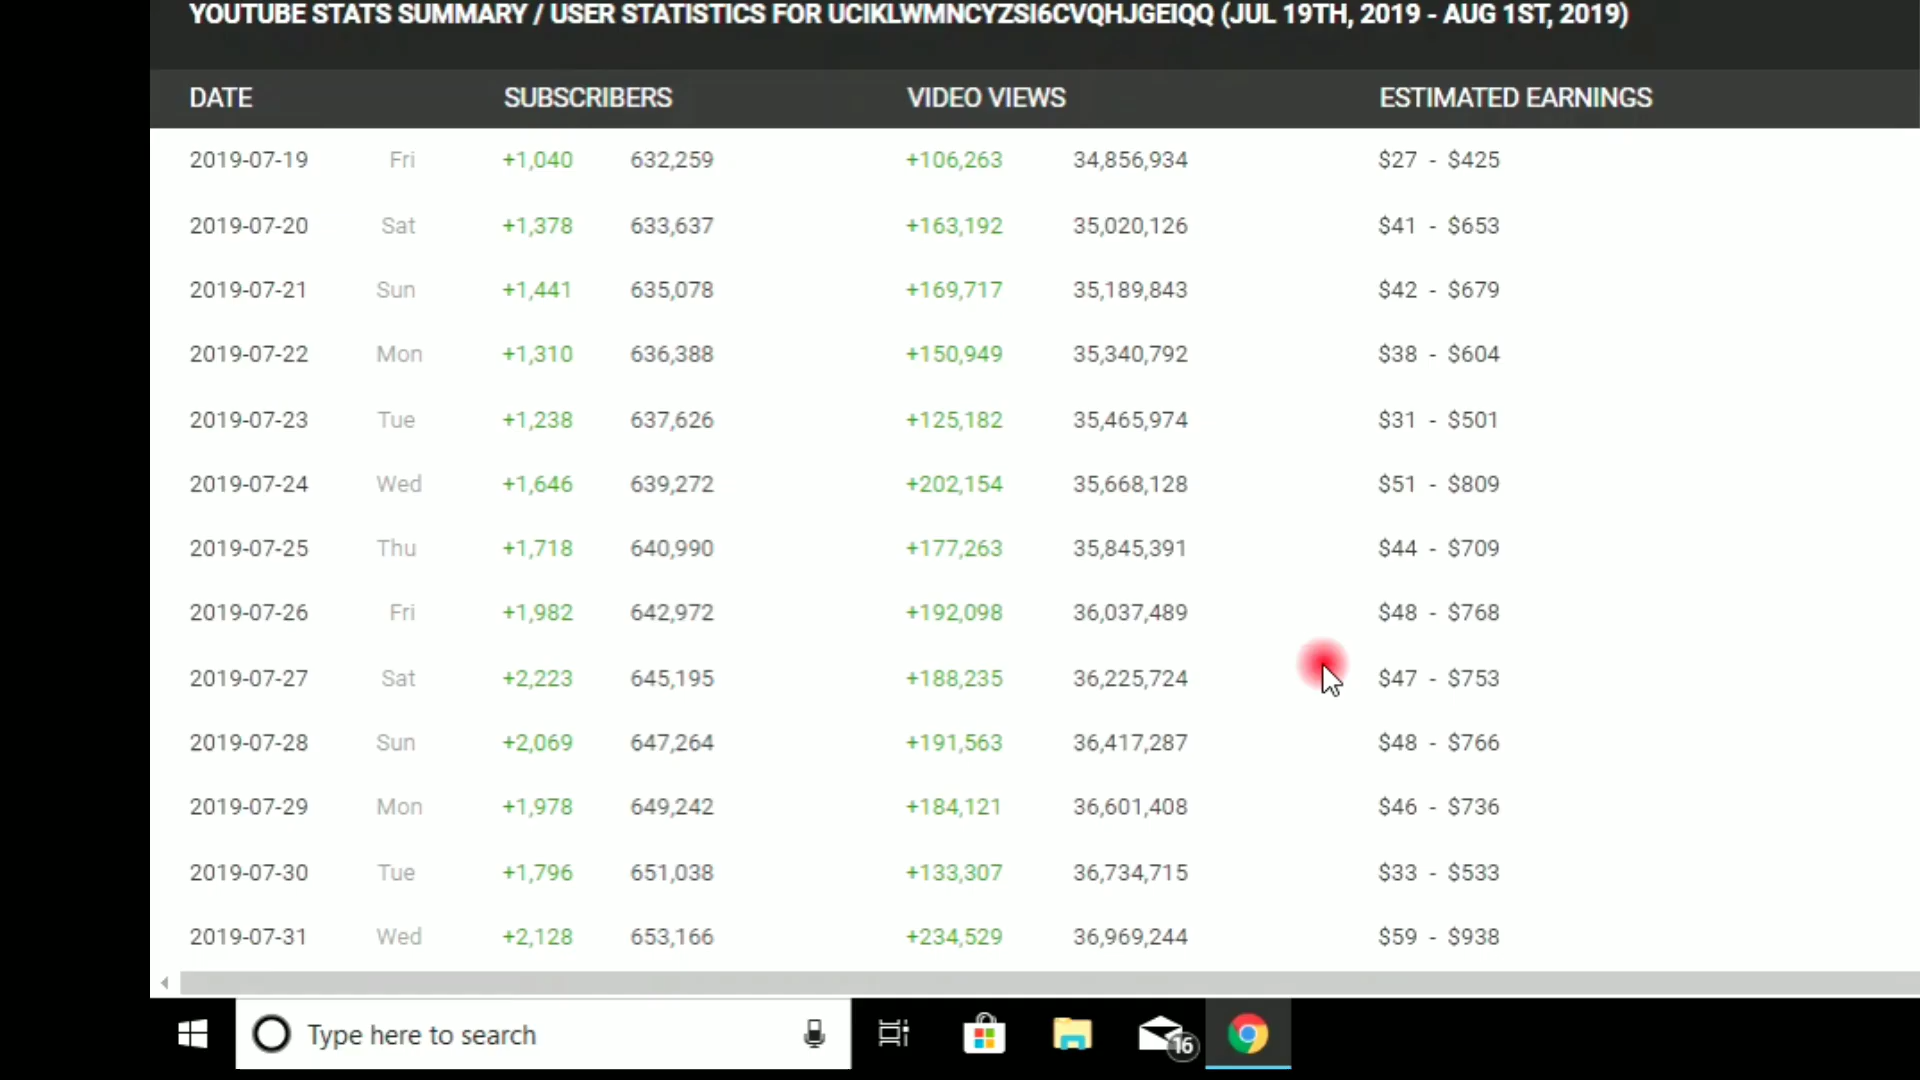 YOUTUBE STATS SUMMARY / USER STATISTICS FOR UCIKLWMNCYZSI6CVQHJGEIQQ (JUL 19TH, 2019 - AUG 1ST, 2019)
DATE SUBSCRIBERS VIDEO VIEWS ESTIMATED EARNINGS
2019-07-19 Fri +1,040 632,259 +106,263 34,856,934 $27 - $425
2019-07-20 Sat +1,378 633,637 +163,192 35,020,126 $41 - $653
2019-07-21 Sun +1,441 635,078 +169,717 35,189,843 $42 - $679
2019-07-22 Mon +1,310 636,388 +150,949 35,340,792 $38 - $604
2019-07-23 Tue +1,238 637,626 +125,182 35,465,974 $31 - $501
2019-07-24 Wed +1,646 639,272 +202,154 35,668,128 $51 - $809
2019-07-25 Thu +1,718 640,990 +177,263 35,845,391 $44 - $709
2019-07-26 Fri +1,982 642,972 +192,098 36,037,489 $48 - $768
2019-07-27 Sat +2,223 645,195 +188,235 36,225,724 $47 - $753
2019-07-28 Sun +2,069 647,264 +191,563 36,417,287 $48 - $766
2019-07-29 Mon +1,978 649,242 +184,121 36,601,408 $46 - $736
2019-07-30 Tue +1,796 651,038 +133,307 36,734,715 $33 - $533
2019-07-31 Wed +2,128 653,166 +234,529 36,969,244 $59 - $938
Type here to search 16